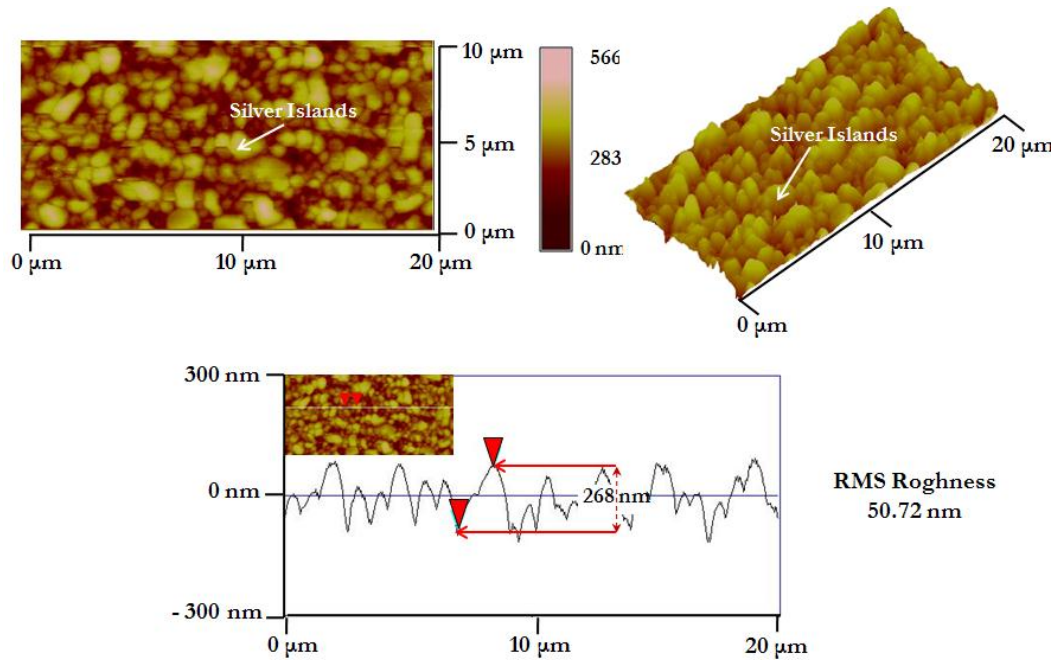 10 µm
Silver Islands
5 µm
0 µm
0 µm
10 µm
20 µm
566
283
0 nm
Silver Islands
20 µm
10 µm
0 µm
300 nm
0 nm
- 300 nm
268 nm
0 µm
10 µm
20 µm
RMS Roghness
50.72 nm